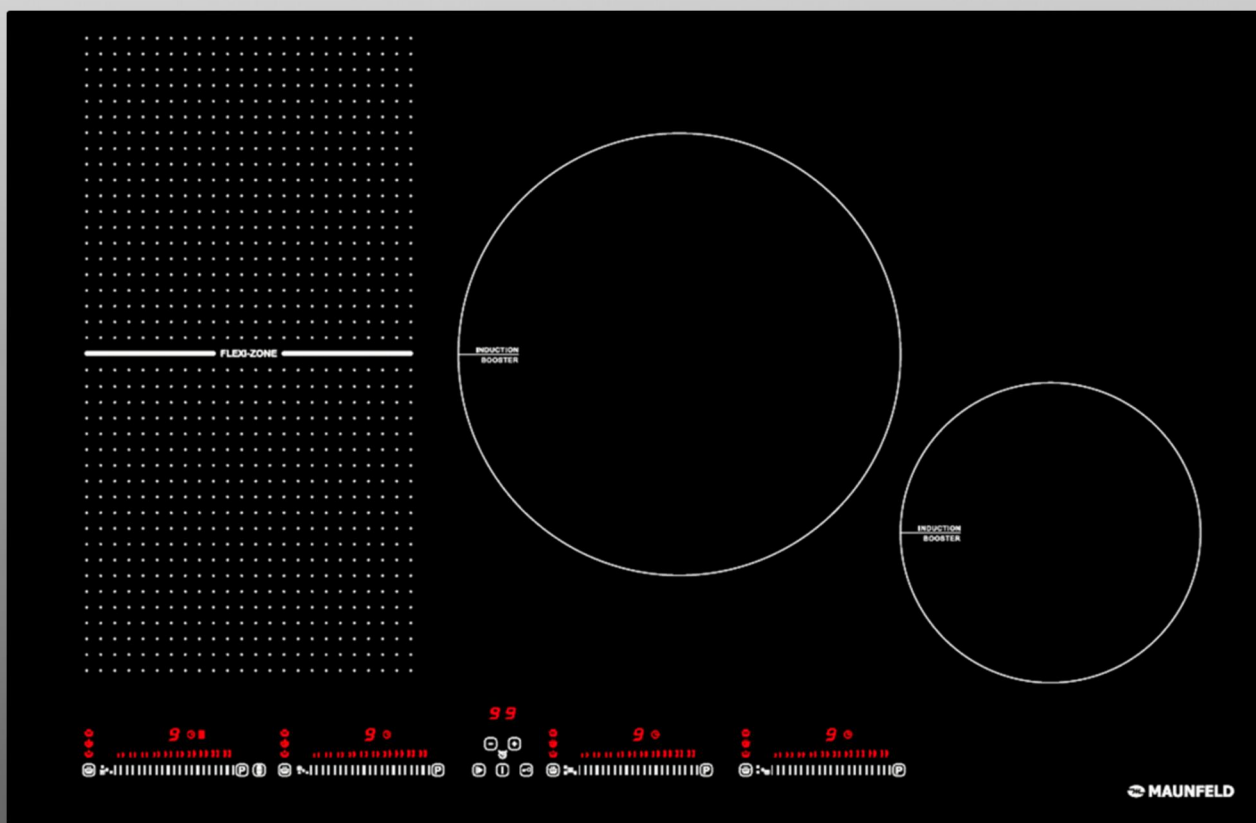 FLEXI-ZONE
INDUCTION
BOOSTER
INDUCTION
BOOSTER
99
9
9
9
9
P
P
P
P
MAUNFELD